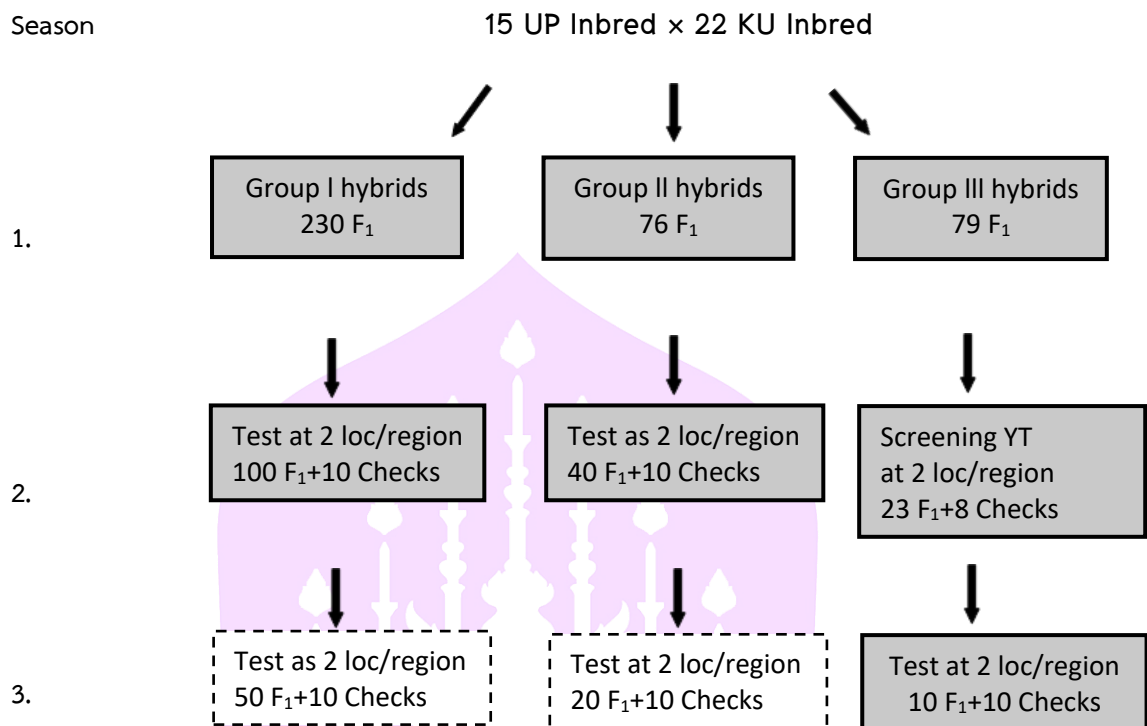 Season
15 UP Inbred × 22 KU Inbred
1.
Group I hybrids
230 F₁
Group II hybrids
76 F₁
Group III hybrids
79 F₁
2.
Test at 2 loc/region
100 F₁+10 Checks
Test as 2 loc/region
40 F₁+10 Checks
Screening YT
at 2 loc/region
23 F₁+8 Checks
3.
Test as 2 loc/region
50 F₁+10 Checks
Test at 2 loc/region
20 F₁+10 Checks
Test at 2 loc/region
10 F₁+10 Checks